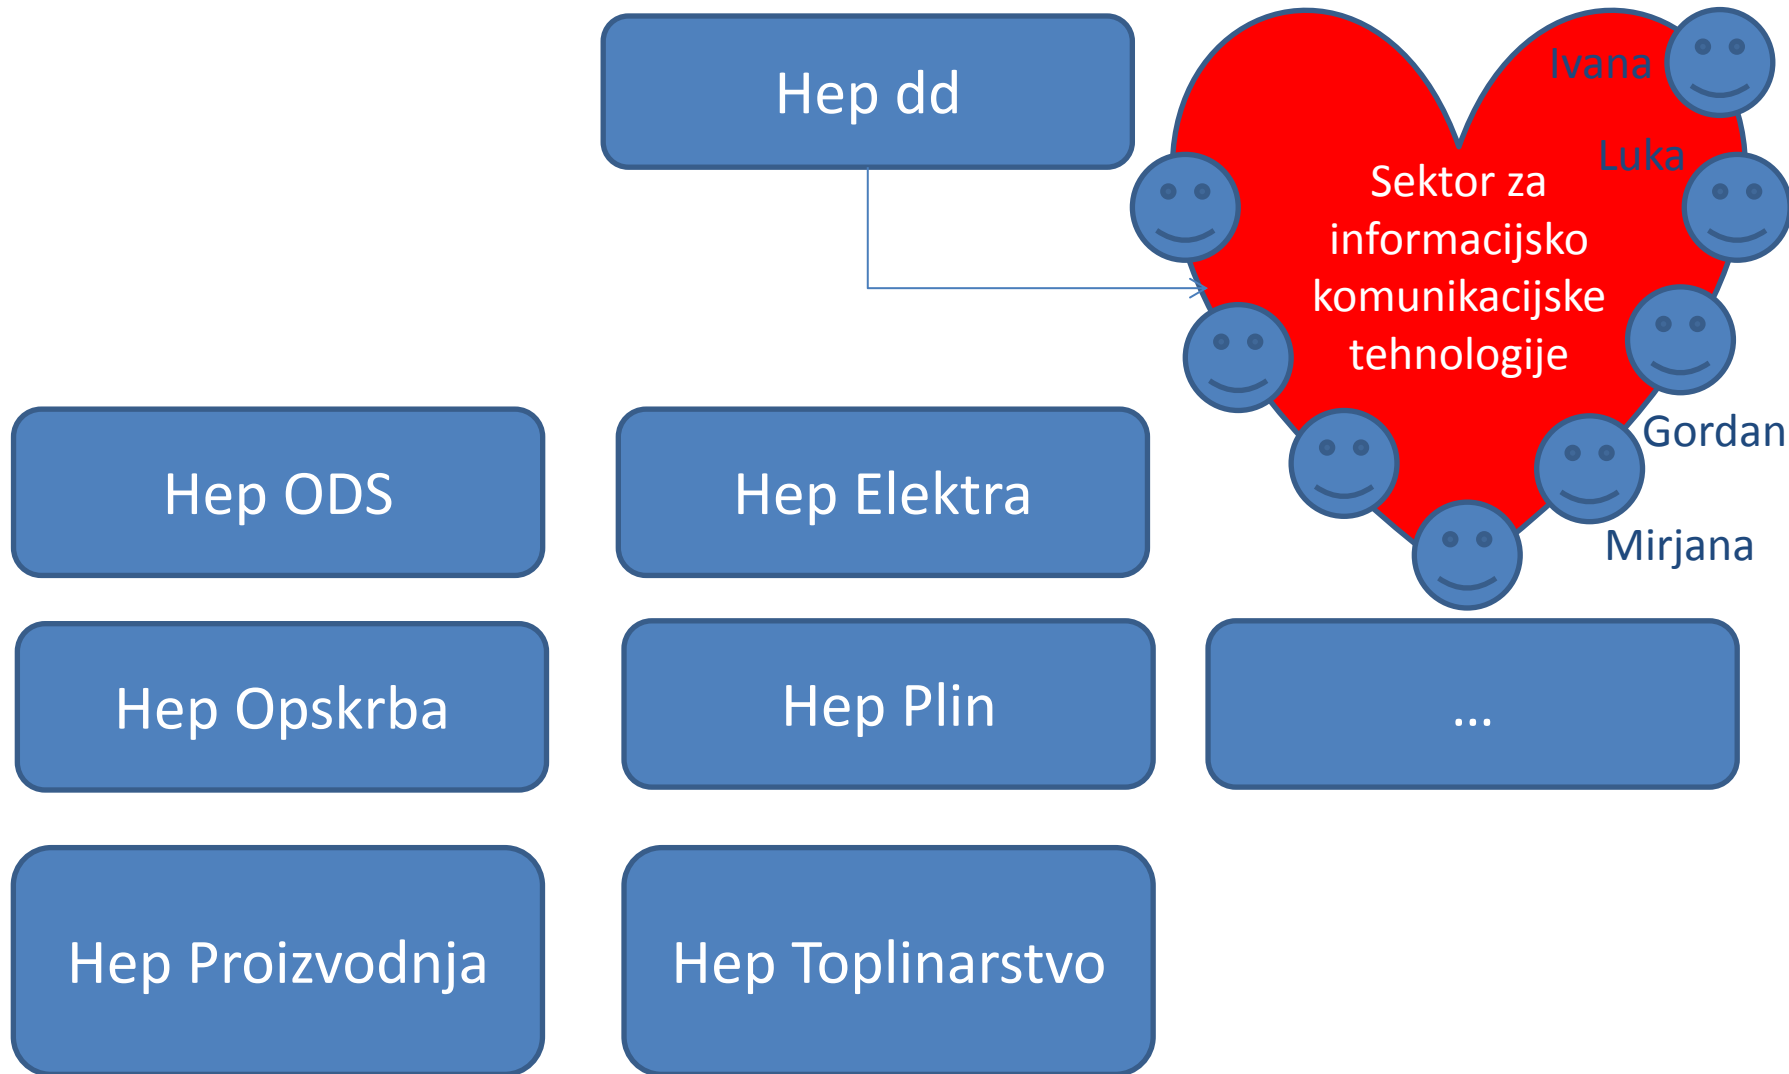 Hep dd
Ivana
Luka
Sektor za
informacijsko
komunikacijske
tehnologije
Gordan
Mirjana
Hep ODS
Hep Elektra
Hep Opskrba
Hep Plin
...
Hep Proizvodnja
Hep Toplinarstvo